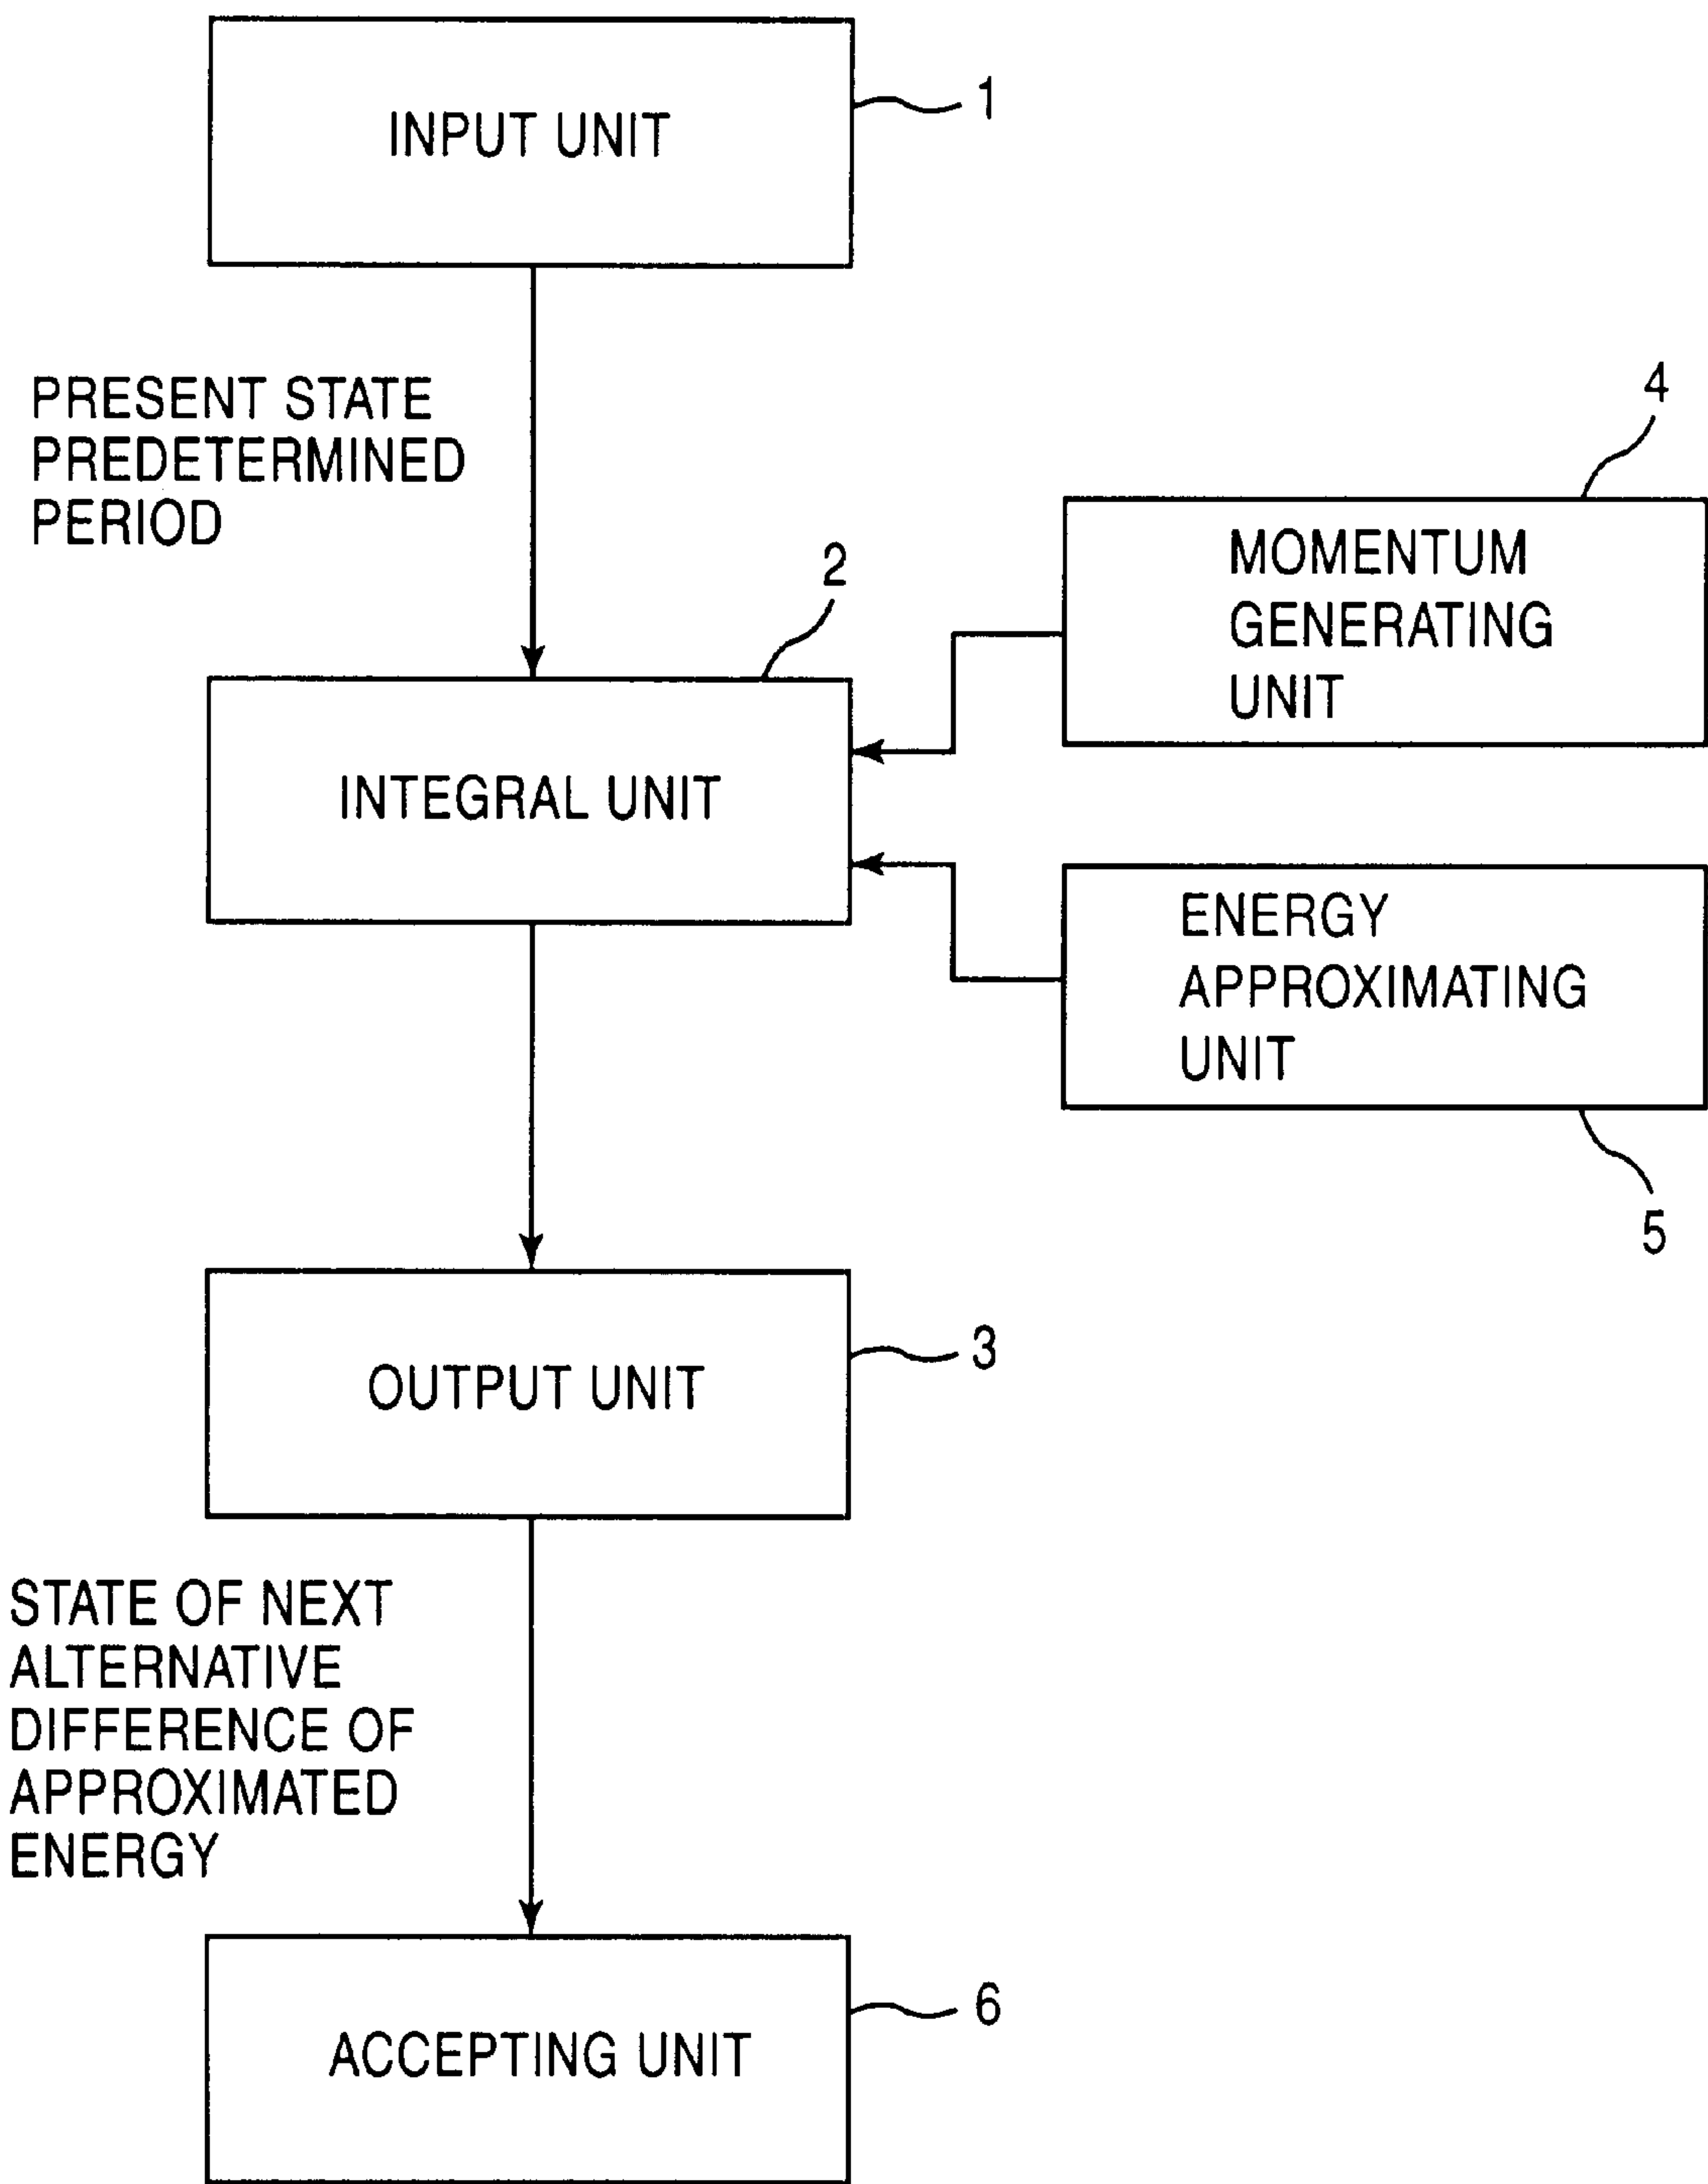 INPUT UNIT
1
PRESENT STATE
PREDETERMINED
PERIOD
4
MOMENTUM
GENERATING
UNIT
2
INTEGRAL UNIT
ENERGY
APPROXIMATING
UNIT
5
OUTPUT UNIT
3
STATE OF NEXT
ALTERNATIVE
DIFFERENCE OF
APPROXIMATED
ENERGY
ACCEPTING UNIT
6